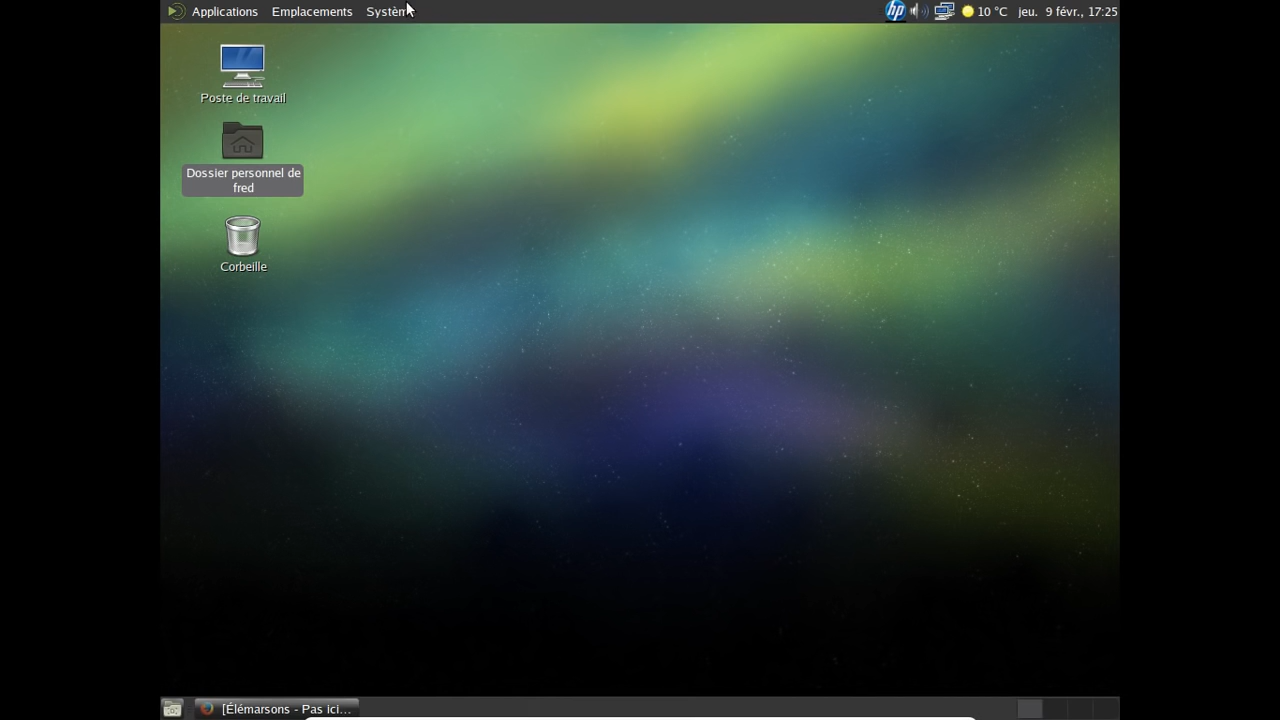 Applications Emplacements Système
hp 10 °C jeu. 9 févr., 17:25
Poste de travail
Dossier personnel de
fred
Corbeille
[Élémarsons - Pas ici...